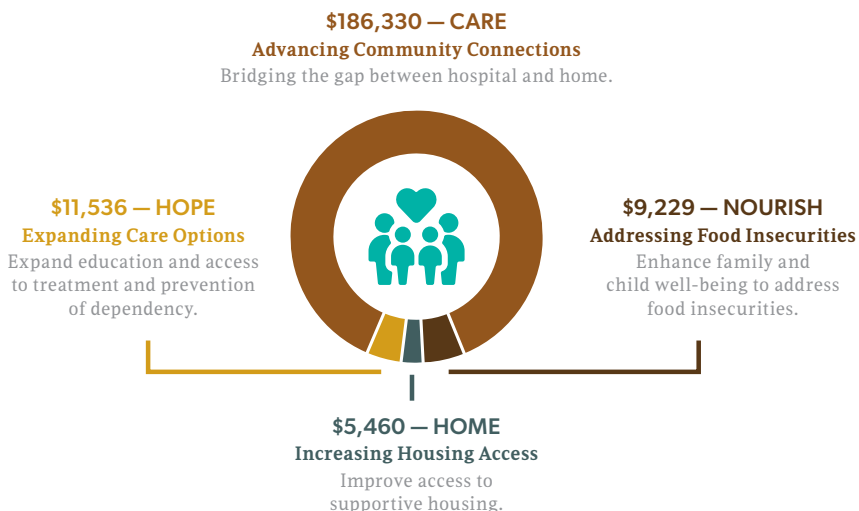 $186,330 — CARE
Advancing Community Connections
Bridging the gap between hospital and home.
$11,536 — HOPE
Expanding Care Options
Expand education and access
to treatment and prevention
of dependency.
$9,229 — NOURISH
Addressing Food Insecurities
Enhance family and
child well-being to address
food insecurities.
$5,460 — HOME
Increasing Housing Access
Improve access to
supportive housing.